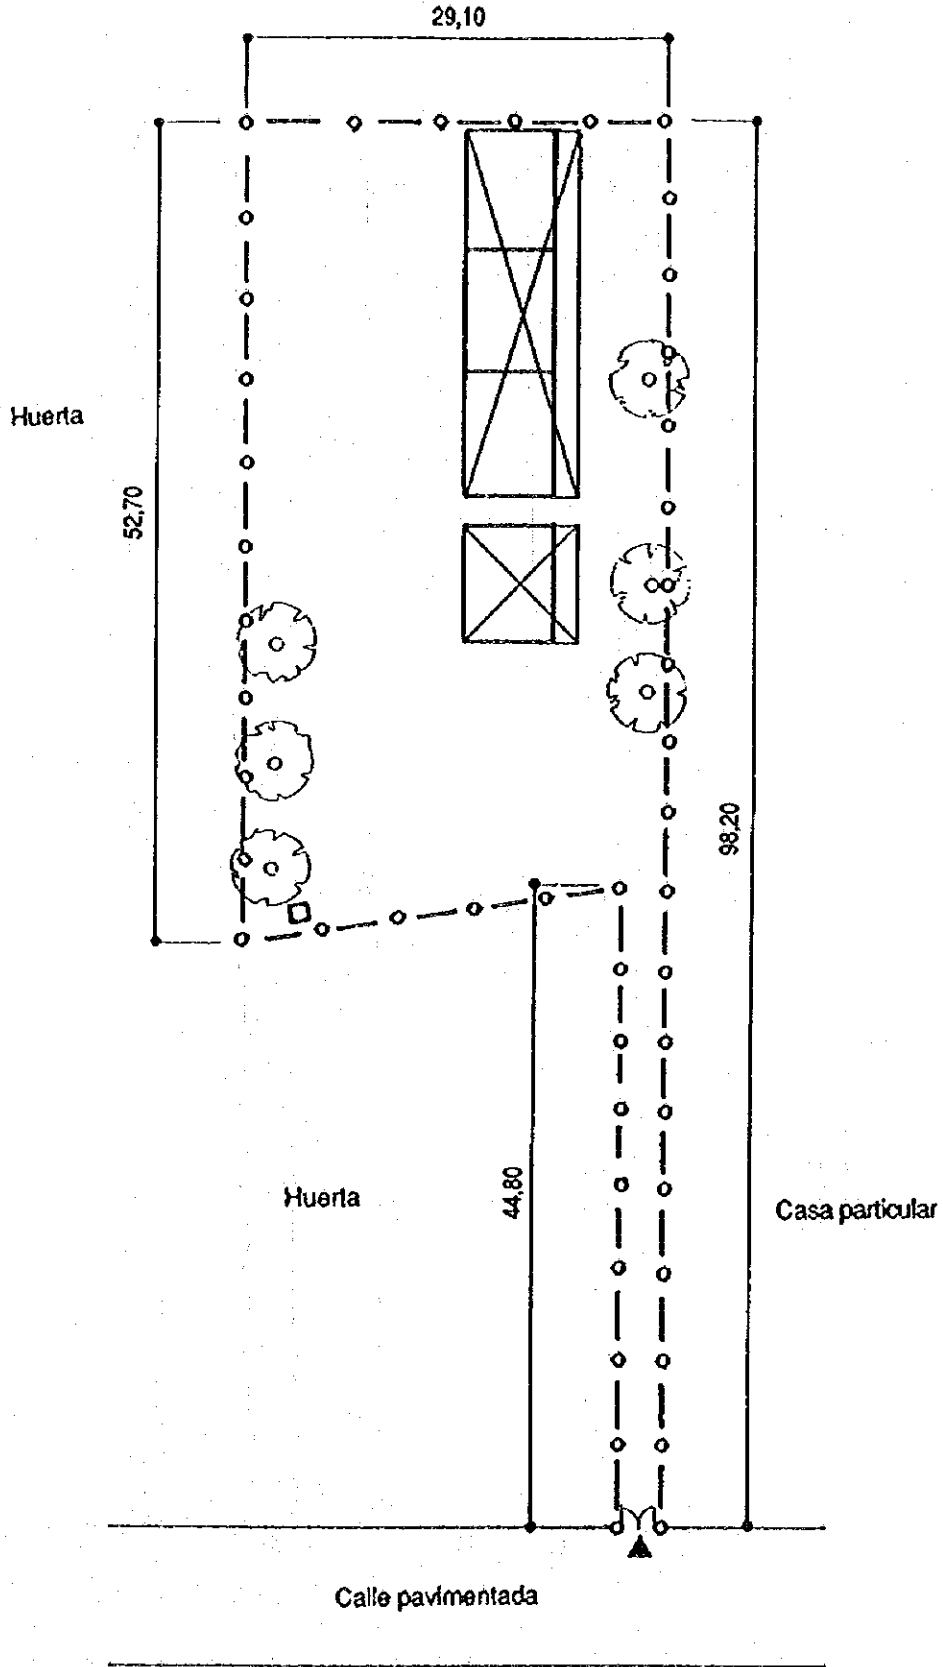 29,10
Huerta
52,70
98,20
Huerta
44,80
Casa particular
Calle pavimentada